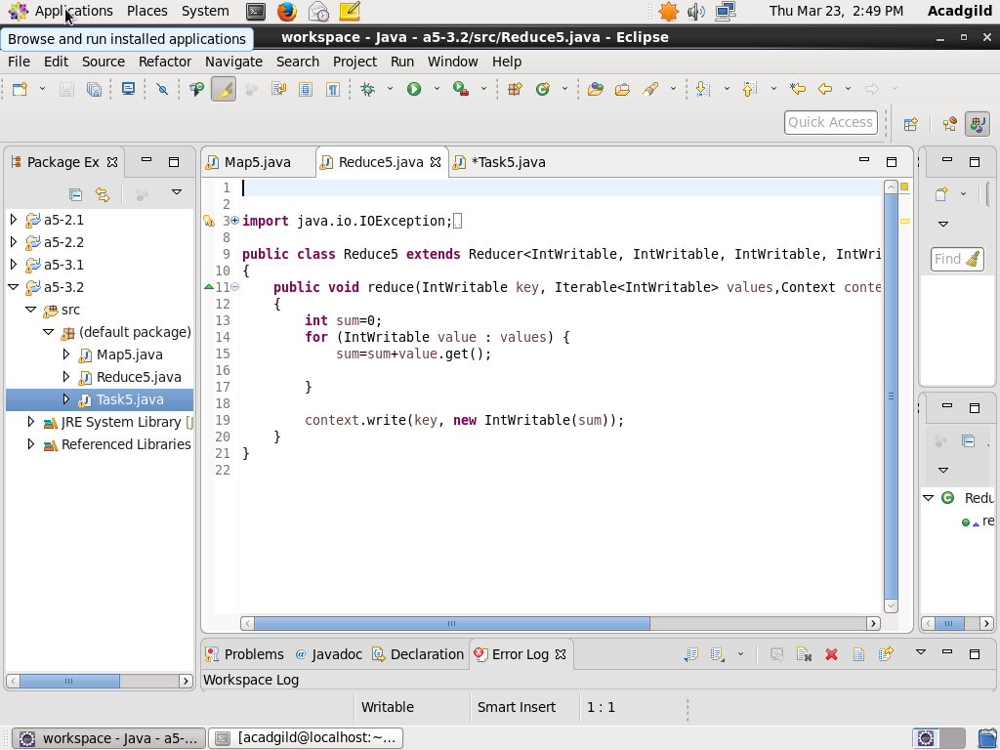 Applications Places System Thu Mar 23, 2:49 PM Acadgild
Browse and run installed applications
workspace - Java - a5-3.2/src/Reduce5.java - Eclipse
File Edit Source Refactor Navigate Search Project Run Window Help
Quick Access
Package Ex
Map5.java Reduce5.java *Task5.java
a5-2.1
a5-2.2
a5-3.1
a5-3.2
src
(default package)
Map5.java
Reduce5.java
Task5.java
JRE System Library [J
Referenced Libraries
1
2
3 import java.io.IOException;
8
9 public class Reduce5 extends Reducer<IntWritable, IntWritable, IntWritable, IntWri
10 {
11 public void reduce(IntWritable key, Iterable<IntWritable> values,Context conte
12 {
13 int sum=0;
14 for (IntWritable value : values) {
15 sum=sum+value.get();
16
17 }
18
19 context.write(key, new IntWritable(sum));
20 }
21 }
22
Find
Redu
re
Problems @ Javadoc Declaration Error Log
Workspace Log
Writable Smart Insert 1 : 1
workspace - Java - a5-... [acadgild@localhost:~...